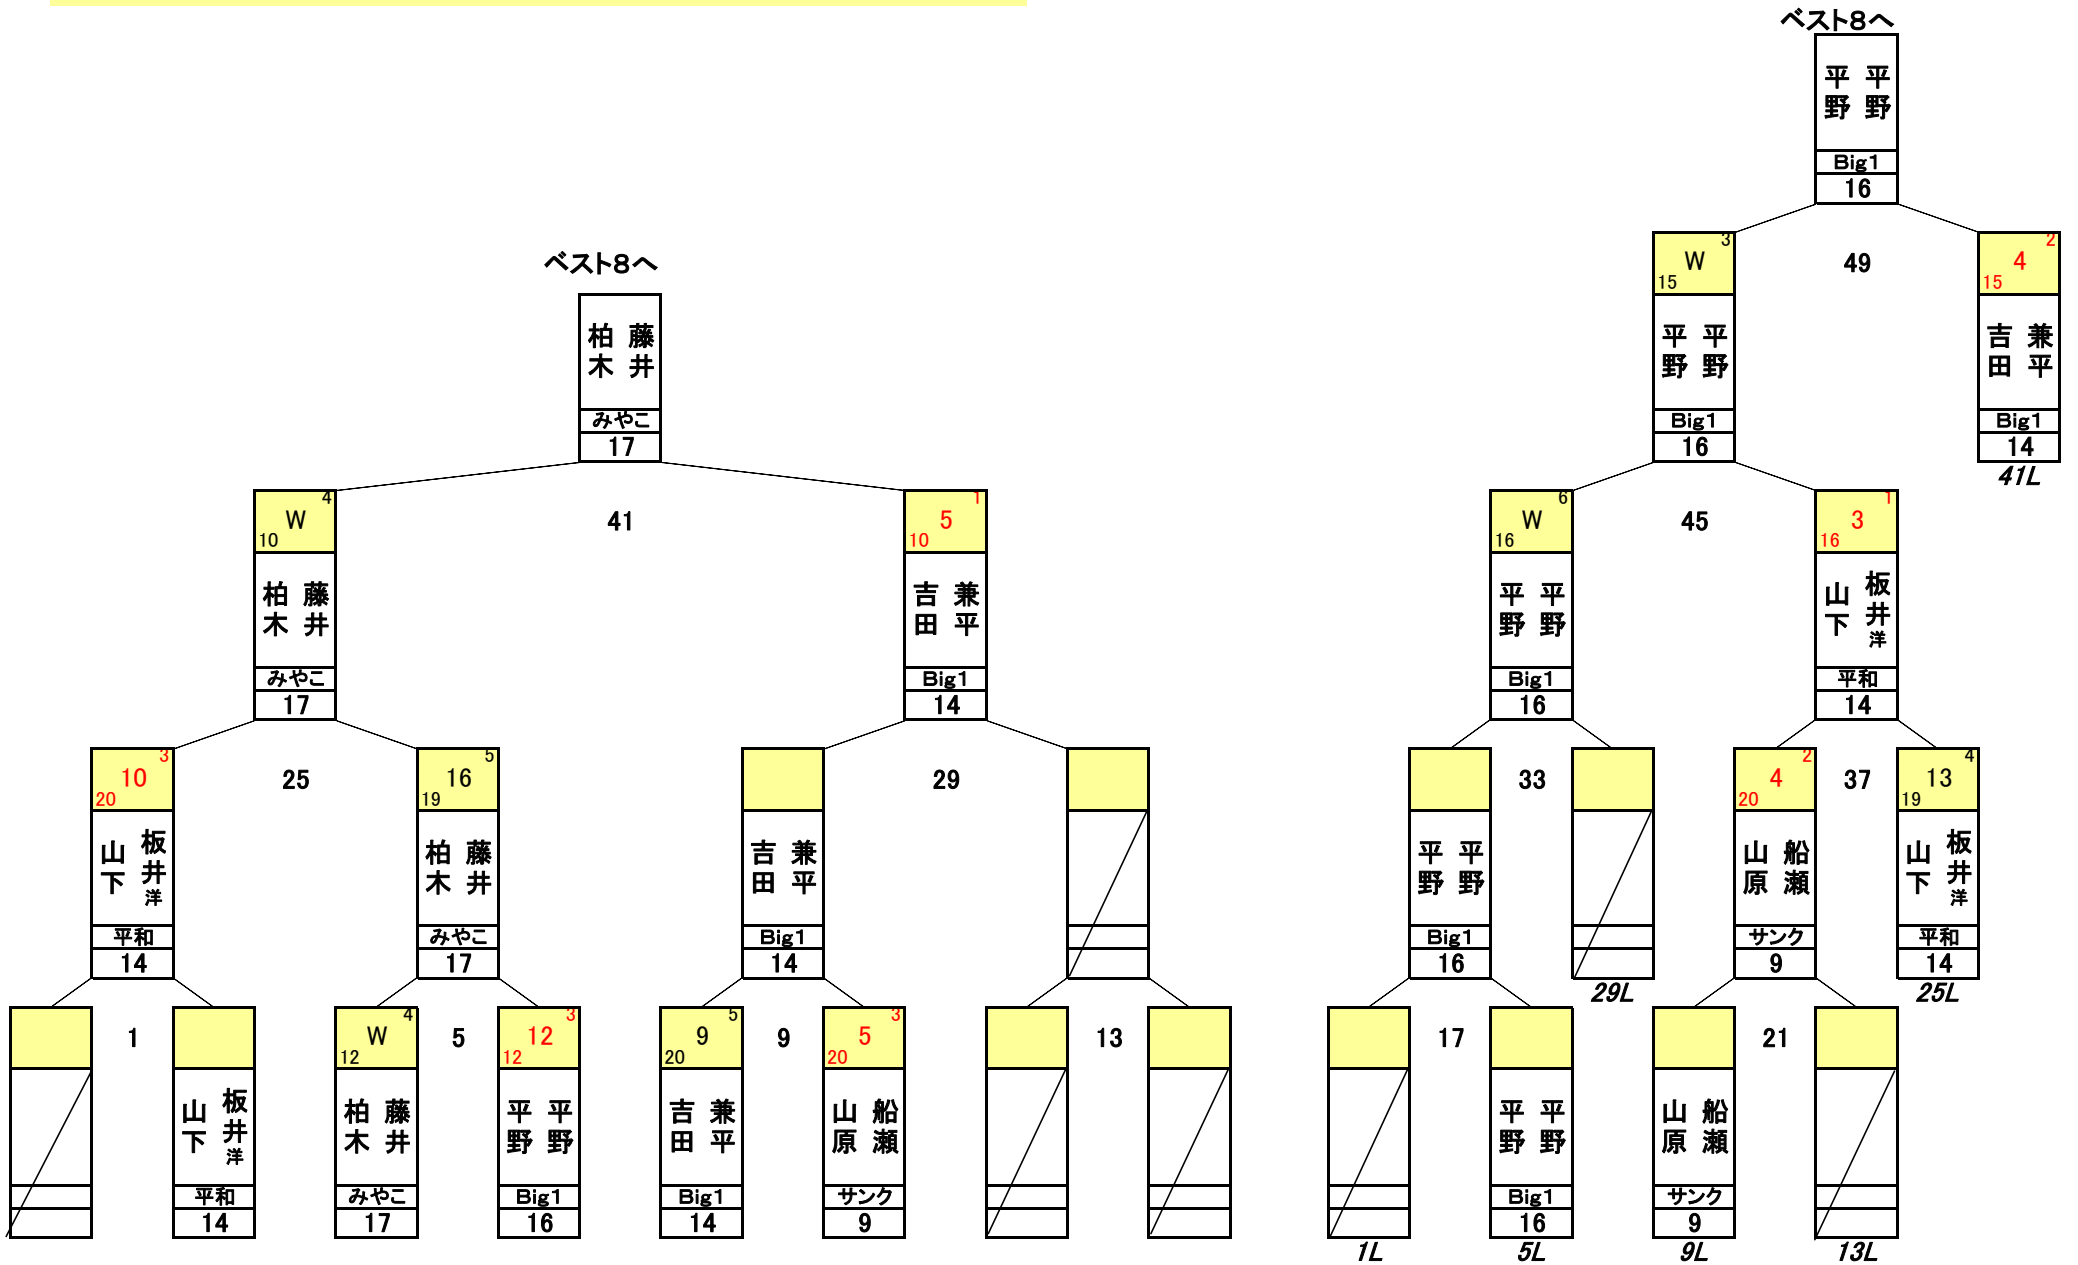 ベスト8へ
平野 平野
Big1
16
W 3 15
49
4 2 15
ベスト8へ
柏木 藤井
みやこ
17
平野 平野
Big1
16
吉田 兼平
Big1
14
41L
W 4 10
41
5 1 10
W 6 16
45
3 1 16
柏木 藤井
みやこ
17
吉田 兼平
Big1
14
平野 平野
Big1
16
山下 板井洋
平和
14
10 3 20
25
16 5 19
29
33
4 2 20
37
13 4 19
山下 板井洋
平和
14
柏木 藤井
みやこ
17
吉田 兼平
Big1
14
平野 平野
Big1
16
29L
山原 船瀬
サンク
9
山下 板井洋
平和
14
25L
1
W 4 12
5
12 3 12
9 5 20
9
5 3 20
13
17
21
山下 板井洋
平和
14
柏木 藤井
みやこ
17
平野 平野
Big1
16
吉田 兼平
Big1
14
山原 船瀬
サンク
9
1L
平野 平野
Big1
16
5L
山原 船瀬
サンク
9
9L
13L